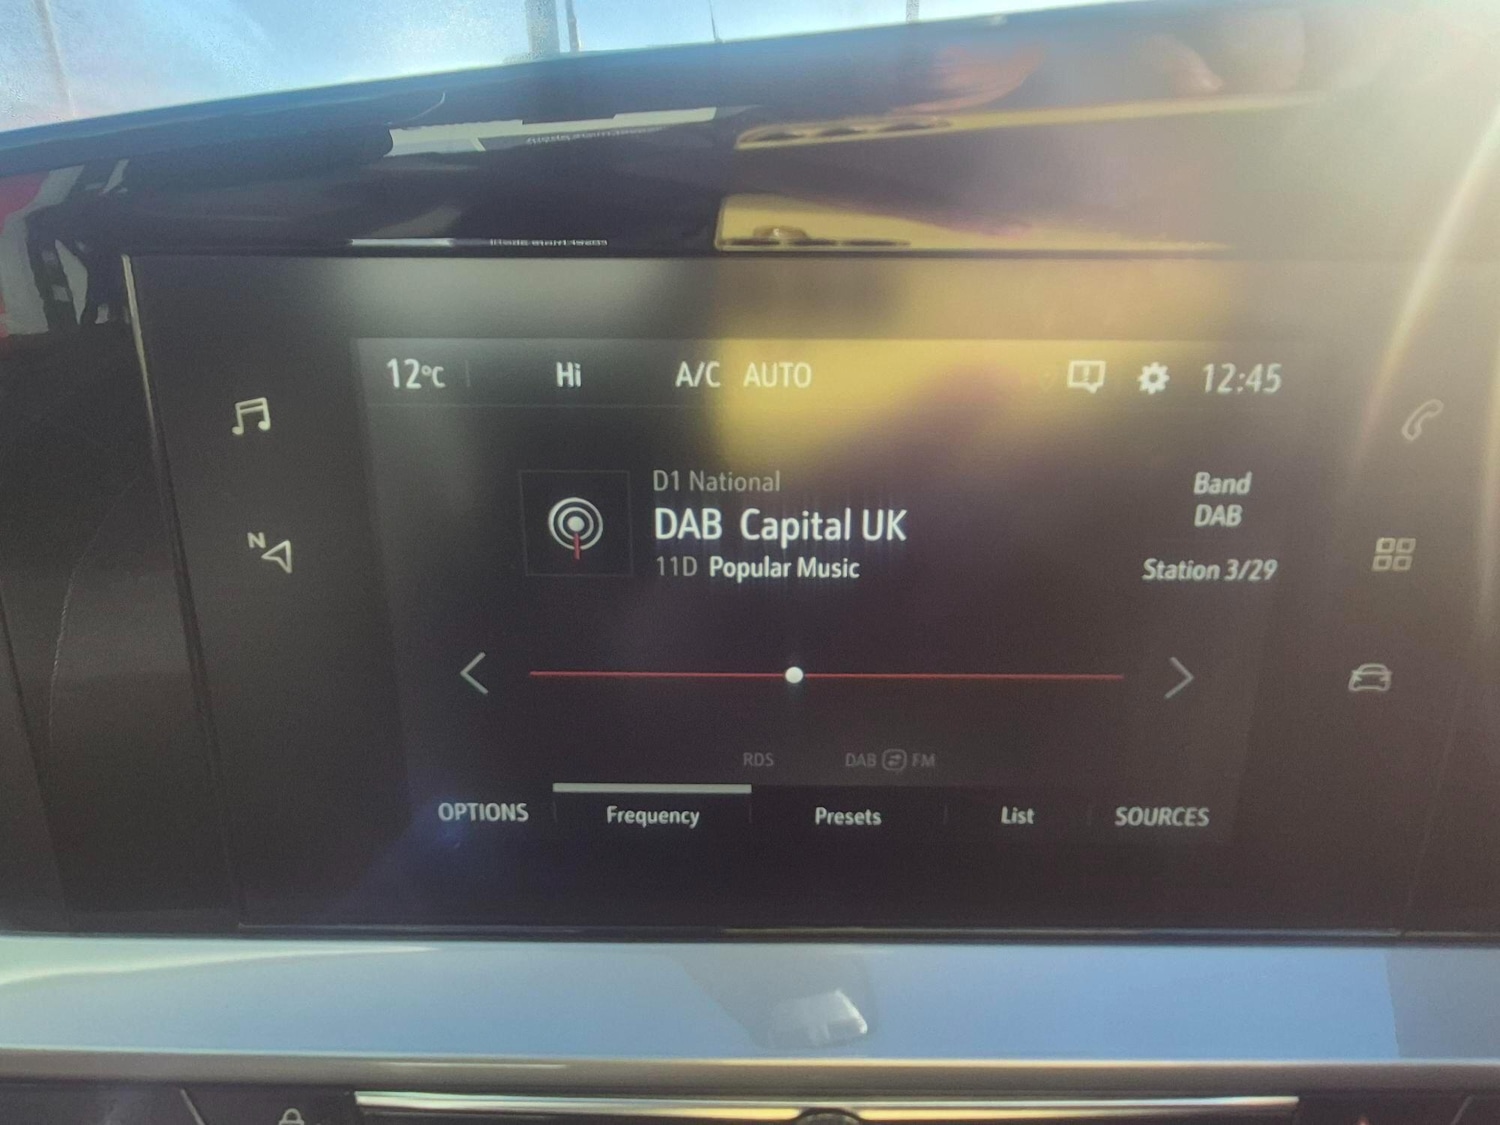 12°C Hi A/C AUTO 12:45
D1 National
DAB Capital UK
11D Popular Music
Band
DAB
Station 3/29
N
RDS DAB FM
OPTIONS Frequency Presets List SOURCES